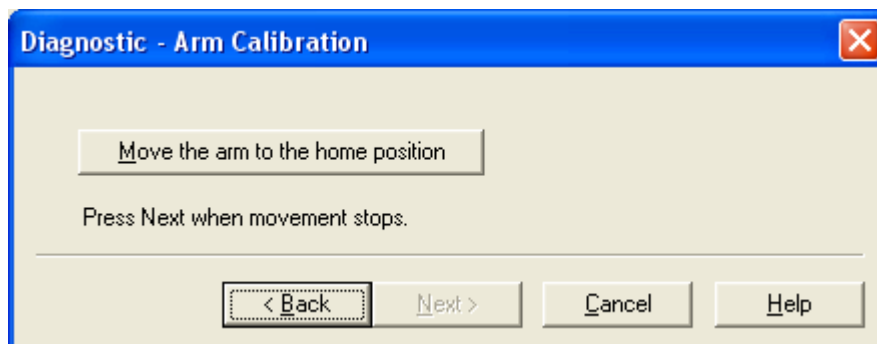 Diagnostic - Arm Calibration
Move the arm to the home position
Press Next when movement stops.
< Back Next > Cancel Help